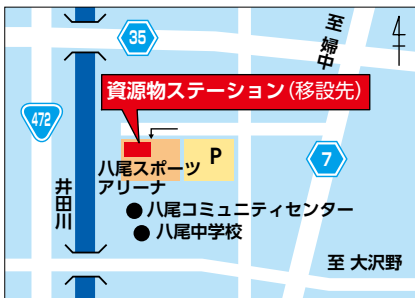 35
至 婦中
資源物ステーション(移設先)
472
八尾スポーツ
アリーナ
P
7
井田川
八尾コミュニティセンター
八尾中学校
至 大沢野
4